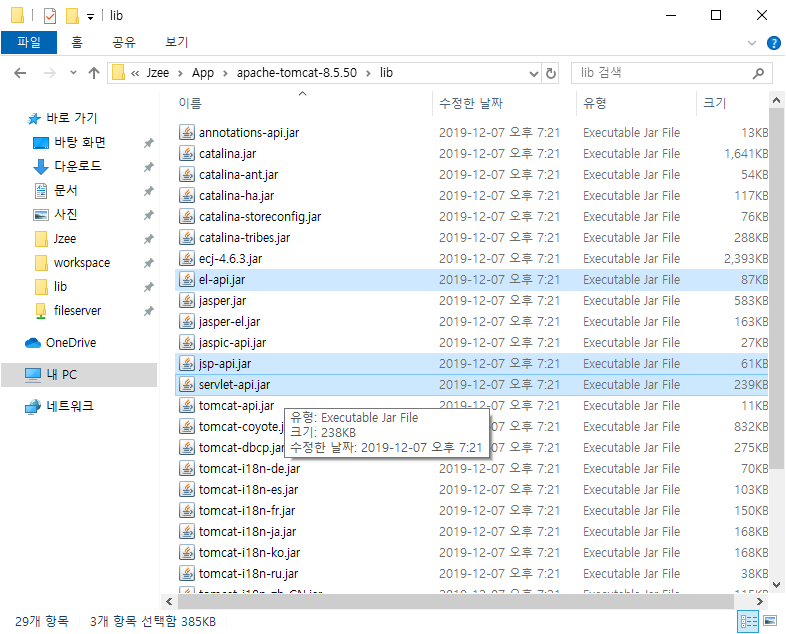 lib
파일 홈 공유 보기
« Jzee > App > apache-tomcat-8.5.50 > lib
lib 검색
이름 수정한 날짜 유형 크기
바로 가기
바탕 화면
다운로드
문서
사진
Jzee
workspace
lib
fileserver
OneDrive
내 PC
네트워크
annotations-api.jar 2019-12-07 오후 7:21 Executable Jar File 13KB
catalina.jar 2019-12-07 오후 7:21 Executable Jar File 1,641KB
catalina-ant.jar 2019-12-07 오후 7:21 Executable Jar File 54KB
catalina-ha.jar 2019-12-07 오후 7:21 Executable Jar File 117KB
catalina-storeconfig.jar 2019-12-07 오후 7:21 Executable Jar File 76KB
catalina-tribes.jar 2019-12-07 오후 7:21 Executable Jar File 288KB
ecj-4.6.3.jar 2019-12-07 오후 7:21 Executable Jar File 2,393KB
el-api.jar 2019-12-07 오후 7:21 Executable Jar File 87KB
jasper.jar 2019-12-07 오후 7:21 Executable Jar File 583KB
jasper-el.jar 2019-12-07 오후 7:21 Executable Jar File 163KB
jaspic-api.jar 2019-12-07 오후 7:21 Executable Jar File 27KB
jsp-api.jar 2019-12-07 오후 7:21 Executable Jar File 61KB
servlet-api.jar 2019-12-07 오후 7:21 Executable Jar File 239KB
tomcat-api.jar 2019-12-07 오후 7:21 Executable Jar File 11KB
tomcat-coyote.j 7:21 Executable Jar File 832KB
tomcat-dbcp.jar 7:21 Executable Jar File 275KB
유형: Executable Jar File
크기: 238KB
수정한 날짜: 2019-12-07 오후 7:21
tomcat-i18n-de.jar 2019-12-07 오후 7:21 Executable Jar File 70KB
tomcat-i18n-es.jar 2019-12-07 오후 7:21 Executable Jar File 103KB
tomcat-i18n-fr.jar 2019-12-07 오후 7:21 Executable Jar File 150KB
tomcat-i18n-ja.jar 2019-12-07 오후 7:21 Executable Jar File 168KB
tomcat-i18n-ko.jar 2019-12-07 오후 7:21 Executable Jar File 168KB
tomcat-i18n-ru.jar 2019-12-07 오후 7:21 Executable Jar File 38KB
29개 항목 3개 항목 선택함 385KB